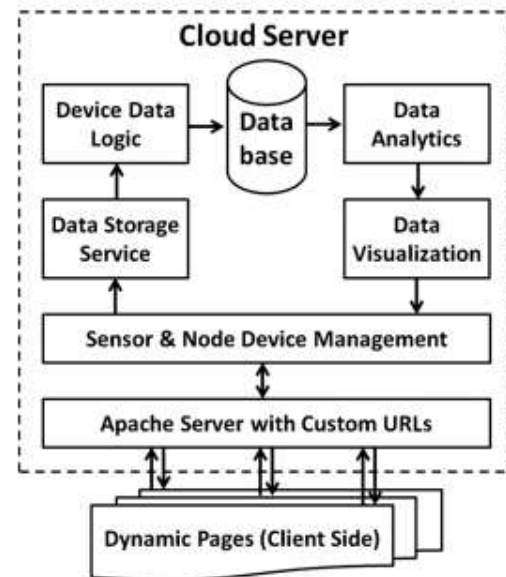 Cloud Server
Device Data
Logic
Data
base
Data
Analytics
Data Storage
Service
Data
Visualization
Sensor & Node Device Management
Apache Server with Custom URLs
Dynamic Pages (Client Side)